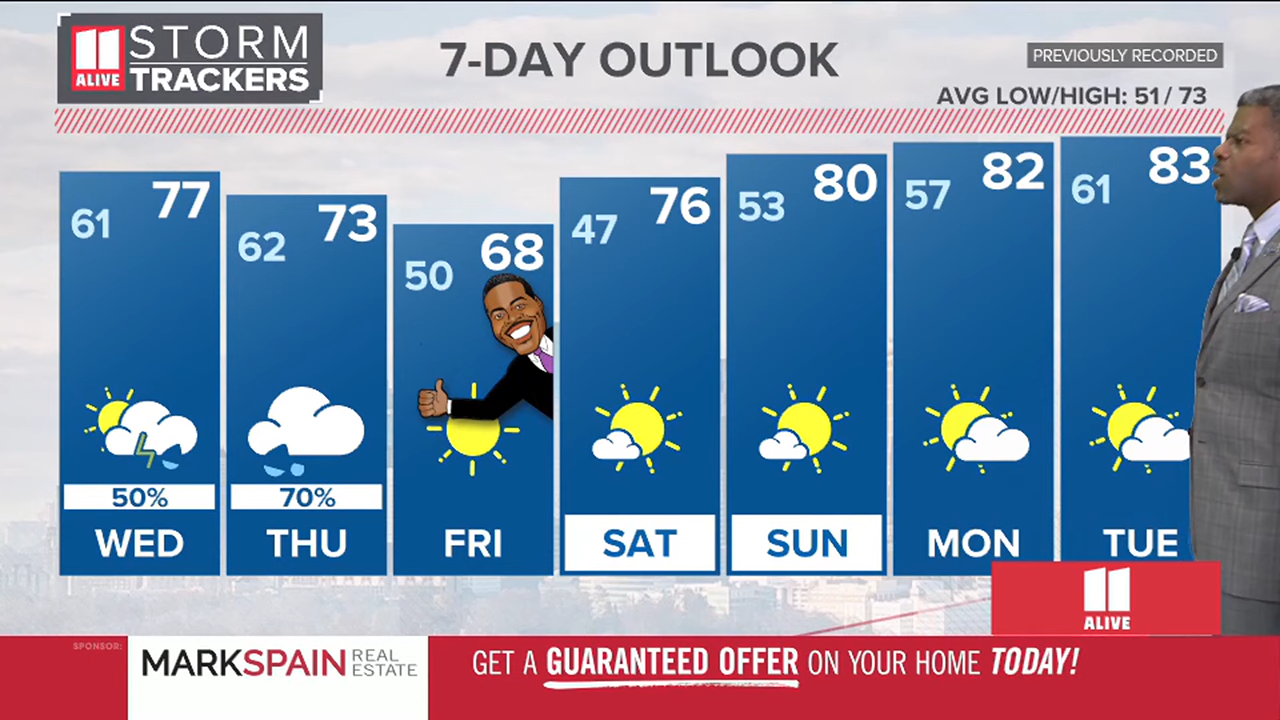 11 ALIVE
STORM
TRACKERS
7-DAY OUTLOOK
PREVIOUSLY RECORDED
AVG LOW/HIGH: 51 / 73
61 77
62 73
50 68
47 76
53 80
57 82
61 83
50%
70%
WED
THU
FRI
SAT
SUN
MON
TUE
11
ALIVE
SPONSOR:
MARKSPAIN REAL
ESTATE
GET A GUARANTEED OFFER ON YOUR HOME TODAY!